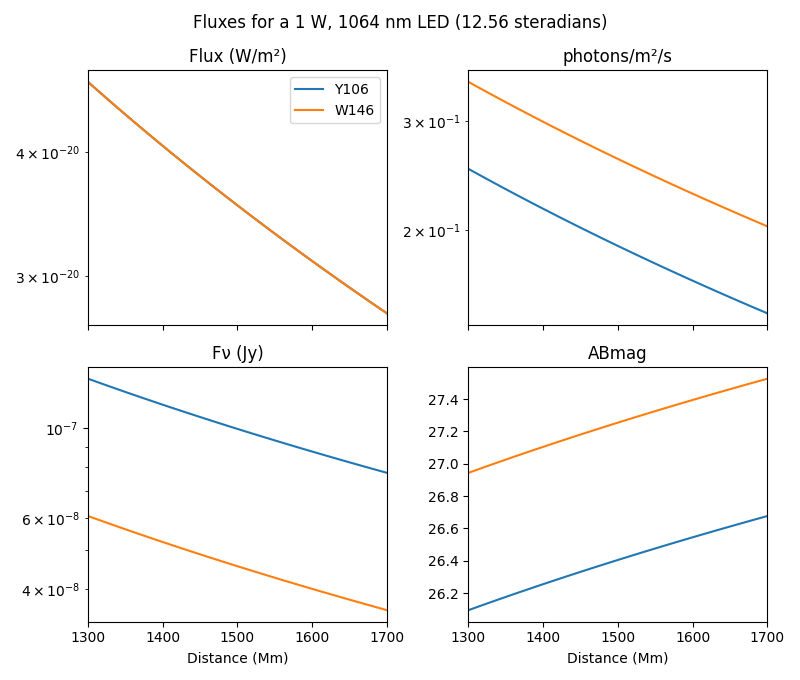 Fluxes for a 1 W, 1064 nm LED (12.56 steradians)
Flux (W/m²)
Y106
W146
4 × 10⁻²⁰
3 × 10⁻²⁰
photons/m²/s
3 × 10⁻¹
2 × 10⁻¹
Fν (Jy)
10⁻⁷
6 × 10⁻⁸
4 × 10⁻⁸
1300 1400 1500 1600 1700
Distance (Mm)
ABmag
27.4
27.2
27.0
26.8
26.6
26.4
26.2
1300 1400 1500 1600 1700
Distance (Mm)